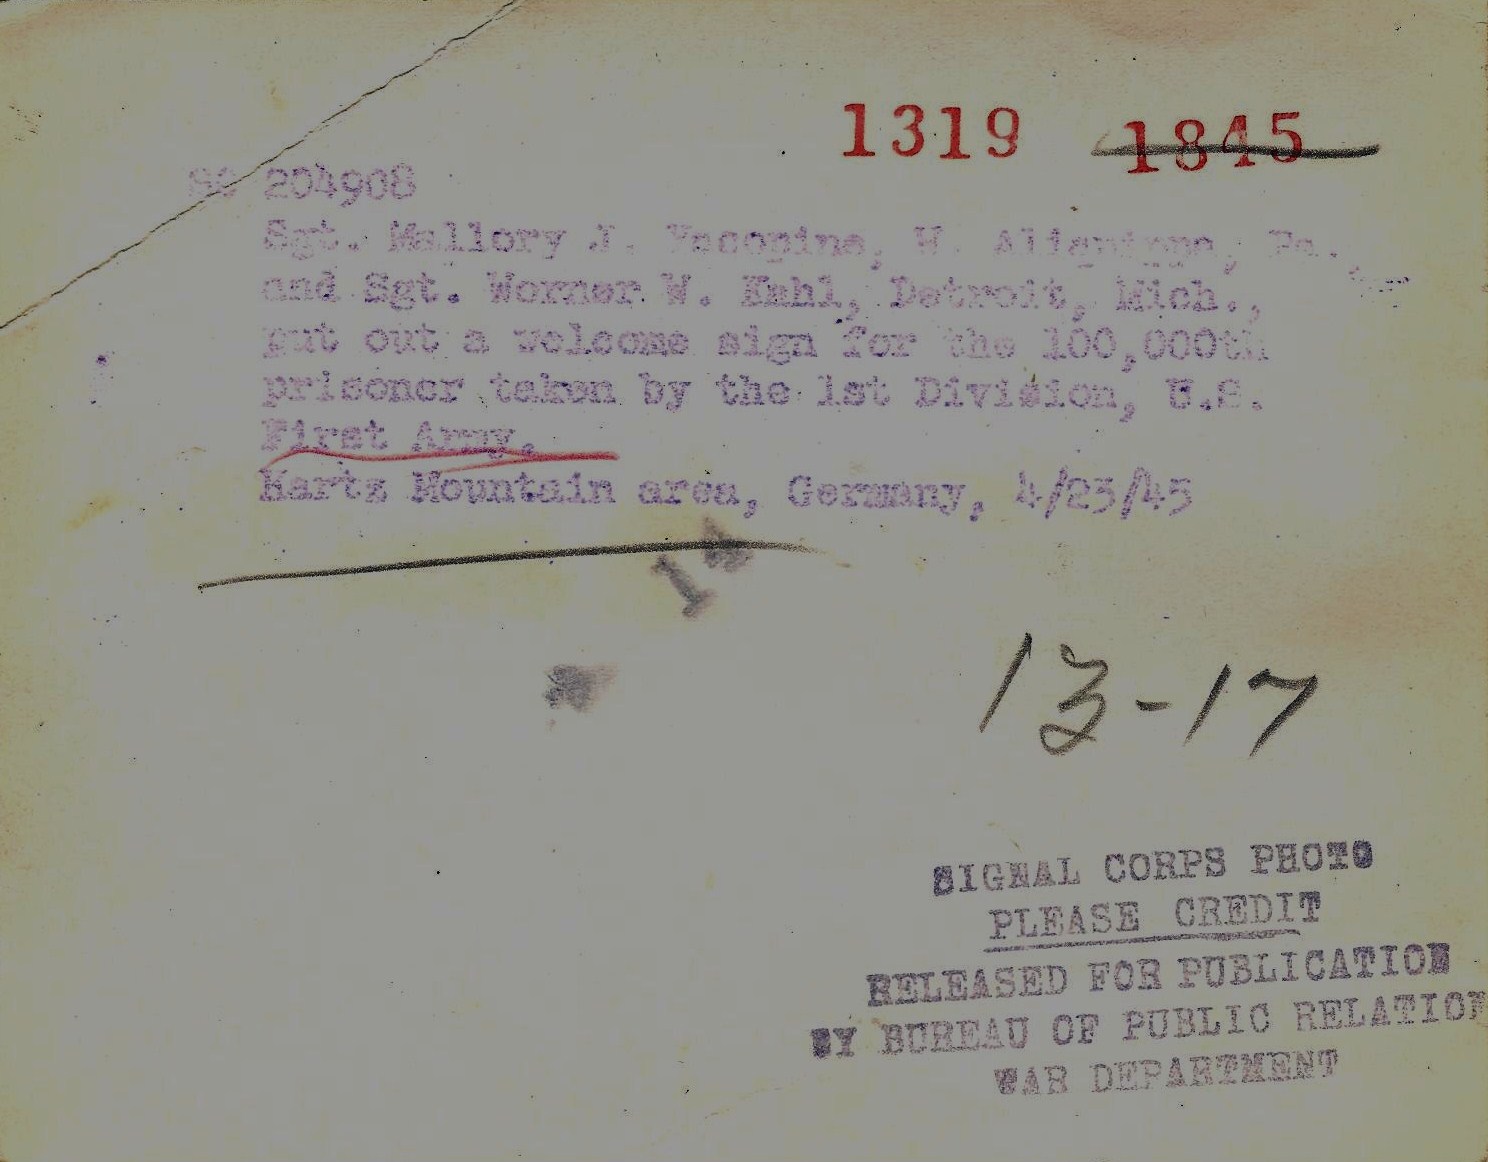 1319 1845
SC 204908
Sgt. Mallory J. W. Aliquippa, Pa.
and Sgt. Werner W. Kahl, Detroit, Mich.,
put out a welcome sign for the 100,000th
prisoner taken by the 1st Division, U.S.
First Army.
Hartz Mountain area, Germany, 4/23/45
14
13-17
SIGNAL CORPS PHOTO
PLEASE CREDIT
RELEASED FOR PUBLICATION
BY BUREAU OF PUBLIC RELATION
WAR DEPARTMENT